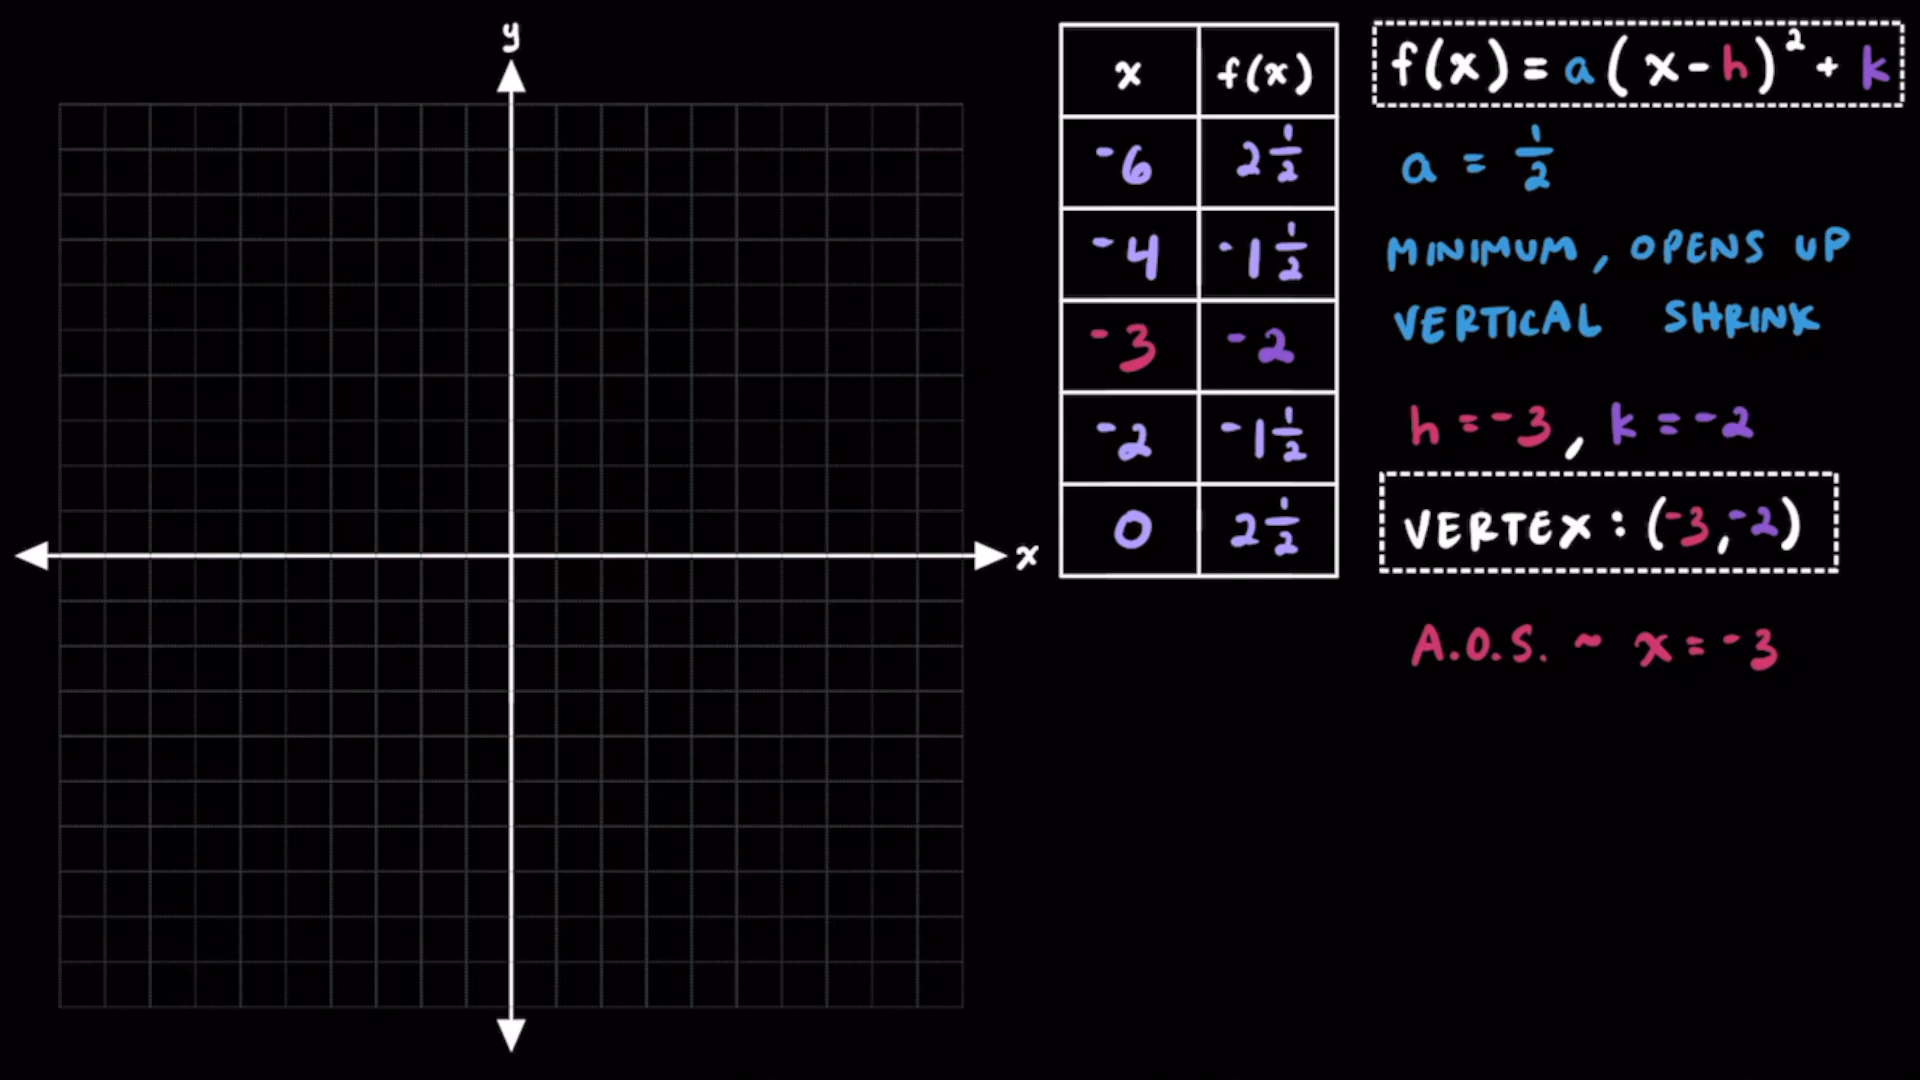 y
x
x f(x)
-6 2 1/2
-4 -1 1/2
-3 -2
-2 -1 1/2
0 2 1/2
f(x) = a(x-h)² + k
a = 1/2
MINIMUM, OPENS UP
VERTICAL SHRINK
h = -3, k = -2
VERTEX : (-3,-2)
A.O.S. ~ x = -3